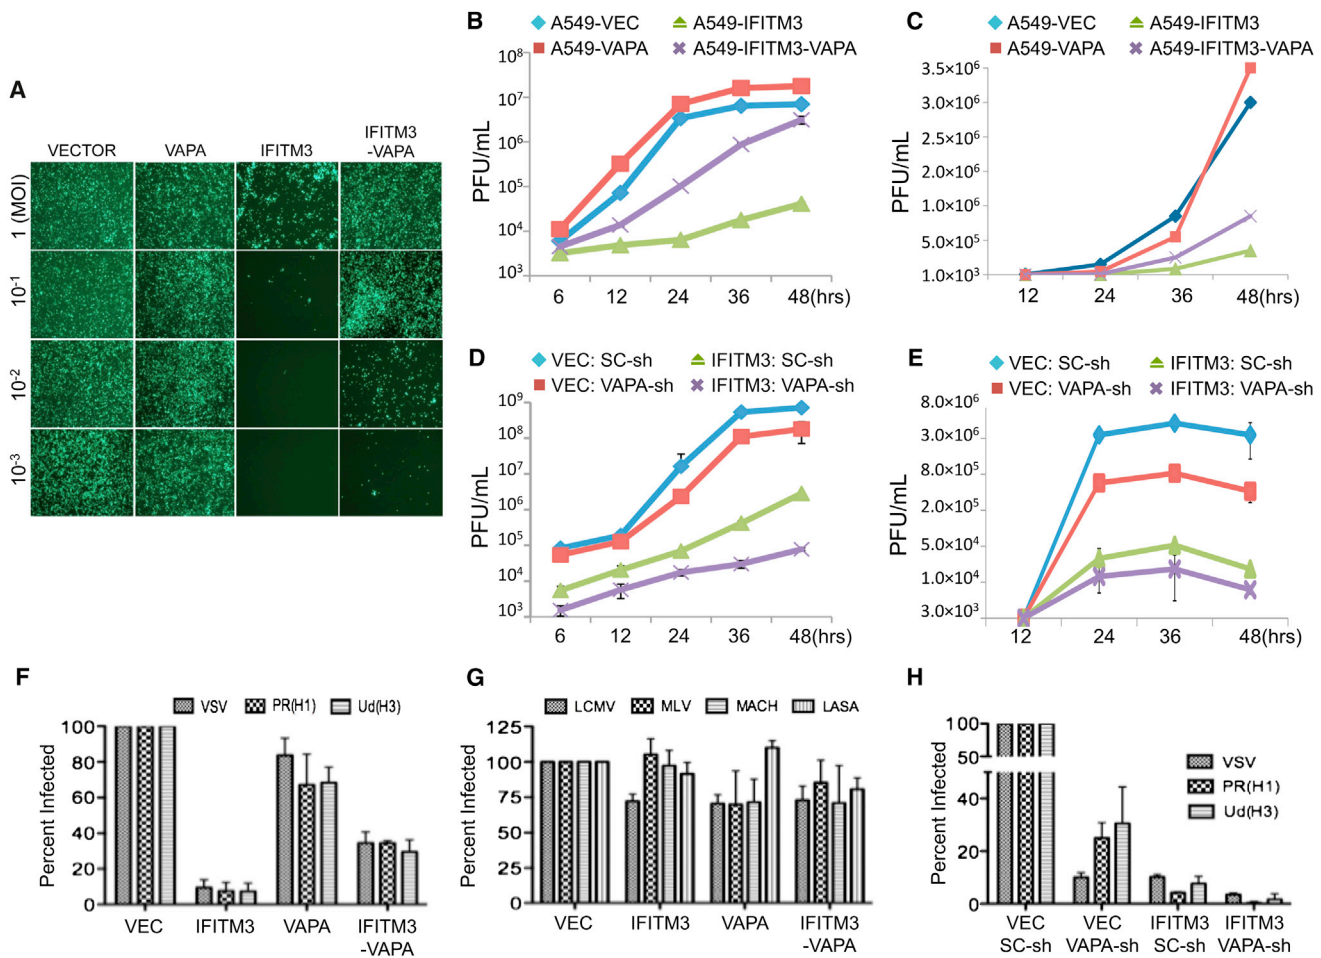 A
VECTOR VAPA IFITM3 IFITM3
-VAPA
1 (MOI)
10-1
10-2
10-3
B
A549-VEC A549-IFITM3
A549-VAPA A549-IFITM3-VAPA
PFU/mL
10⁸
10⁷
10⁶
10⁵
10⁴
10³
6 12 24 36 48(hrs)
C
A549-VEC A549-IFITM3
A549-VAPA A549-IFITM3-VAPA
PFU/mL
3.5×10⁶
3.0×10⁶
2.5×10⁶
2.0×10⁶
1.0×10⁶
5.0×10⁵
1.0×10³
12 24 36 48(hrs)
D
VEC: SC-sh IFITM3: SC-sh
VEC: VAPA-sh IFITM3: VAPA-sh
PFU/mL
10⁹
10⁸
10⁷
10⁶
10⁵
10⁴
10³
6 12 24 36 48(hrs)
E
VEC: SC-sh IFITM3: SC-sh
VEC: VAPA-sh IFITM3: VAPA-sh
PFU/mL
8.0×10⁶
3.0×10⁶
8.0×10⁵
2.0×10⁵
5.0×10⁴
1.0×10⁴
3.0×10³
12 24 36 48(hrs)
F
VSV PR(H1) Ud(H3)
Percent Infected
100
80
60
40
20
0
VEC IFITM3 VAPA IFITM3
-VAPA
G
LCMV MLV MACH LASA
Percent Infected
125
100
75
50
25
0
VEC IFITM3 VAPA IFITM3
-VAPA
H
VSV
PR(H1)
Ud(H3)
Percent Infected
100
50
40
20
0
VEC VEC IFITM3 IFITM3
SC-sh VAPA-sh SC-sh VAPA-sh